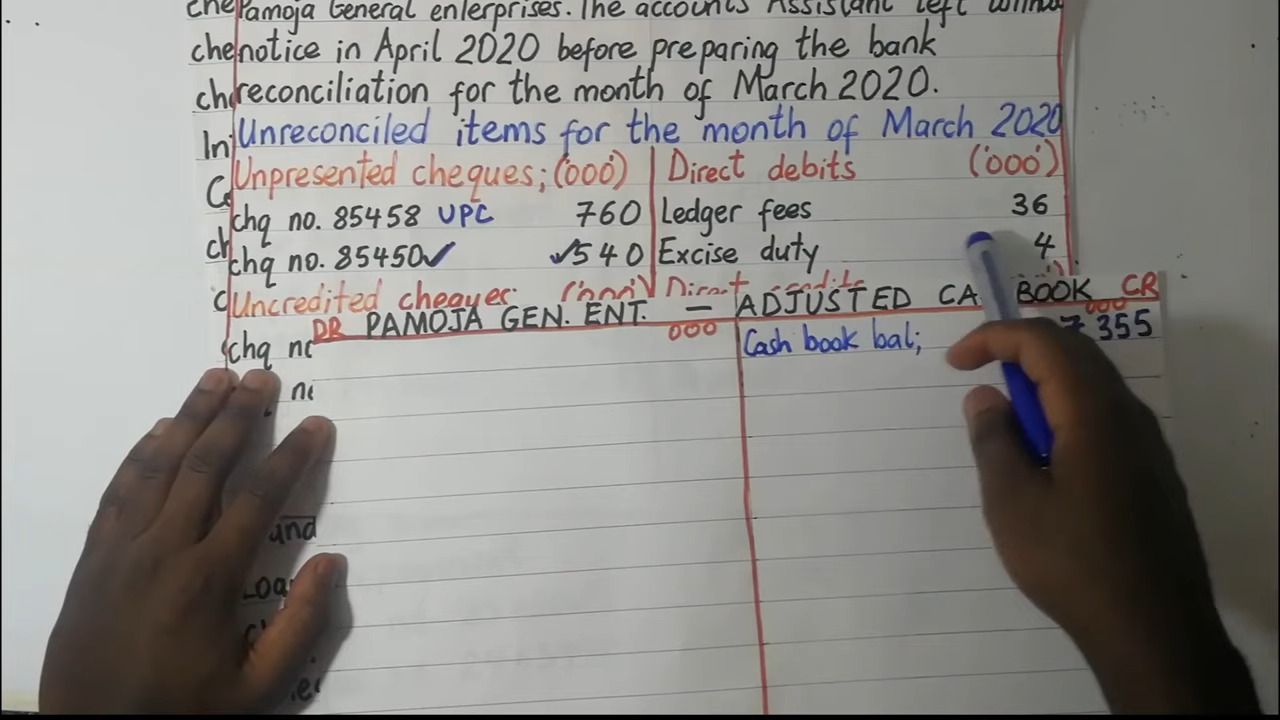 Pamoja General enterprises. The accounts Assistant left
notice in April 2020 before preparing the bank
reconciliation for the month of March 2020.
Unreconciled items for the month of March 2020
Unpresented cheques; (000) Direct debits (000)
chq no. 85458 UPC 760 Ledger fees 36
chq no. 85450✓ ✓540 Excise duty 4
Uncredited cheques: Direct
DR PAMOJA GEN. ENT. — ADJUSTED BOOK CR
000 000
chq Cash book bal; 355